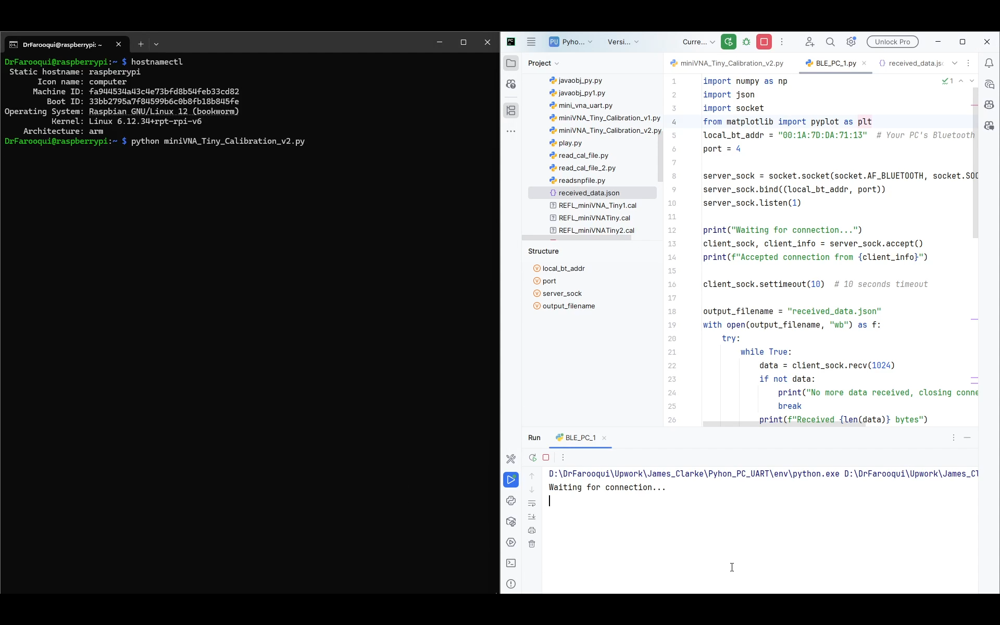 DrFarooqui@raspberrypi: ~
DrFarooqui@raspberrypi:~ $ hostnamectl
Static hostname: raspberrypi
Icon name: computer
Machine ID: fa944534a43c4e73bfd8b54feb33cd82
Boot ID: 33bb2795a7f84599b6c0b8fb18b845fe
Operating System: Raspbian GNU/Linux 12 (bookworm)
Kernel: Linux 6.12.34+rpt-rpi-v6
Architecture: arm
DrFarooqui@raspberrypi:~ $ python miniVNA_Tiny_Calibration_v2.py
PC
PU Pyho...
Versi...
Curre...
Unlock Pro
Project
javaobj_py.py
javaobj_py1.py
mini_vna_uart.py
miniVNA_Tiny_Calibration_v1.py
miniVNA_Tiny_Calibration_v2.py
play.py
read_cal_file.py
read_cal_file_2.py
readsnpfile.py
received_data.json
REFL_miniVNA_Tiny1.cal
REFL_miniVNATiny.cal
REFL_miniVNATiny2.cal
Structure
local_bt_addr
port
server_sock
output_filename
miniVNA_Tiny_Calibration_v2.py
BLE_PC_1.py
received_data.js
1
1 import numpy as np
2 import json
3 import socket
4 from matplotlib import pyplot as plt
5 local_bt_addr = "00:1A:7D:DA:71:13"  # Your PC's Bluetooth
6 port = 4
7
8 server_sock = socket.socket(socket.AF_BLUETOOTH, socket.SOC
9 server_sock.bind((local_bt_addr, port))
10 server_sock.listen(1)
11
12 print("Waiting for connection...")
13 client_sock, client_info = server_sock.accept()
14 print(f"Accepted connection from {client_info}")
15
16 client_sock.settimeout(10)  # 10 seconds timeout
17
18 output_filename = "received_data.json"
19 with open(output_filename, "wb") as f:
20 try:
21 while True:
22 data = client_sock.recv(1024)
23 if not data:
24 print("No more data received, closing conne
25 break
26 print(f"Received {len(data)} bytes")
Run
BLE_PC_1
D:\DrFarooqui\Upwork\James_Clarke\Pyhon_PC_UART\env\python.exe D:\DrFarooqui\Upwork\James_Cl
Waiting for connection...